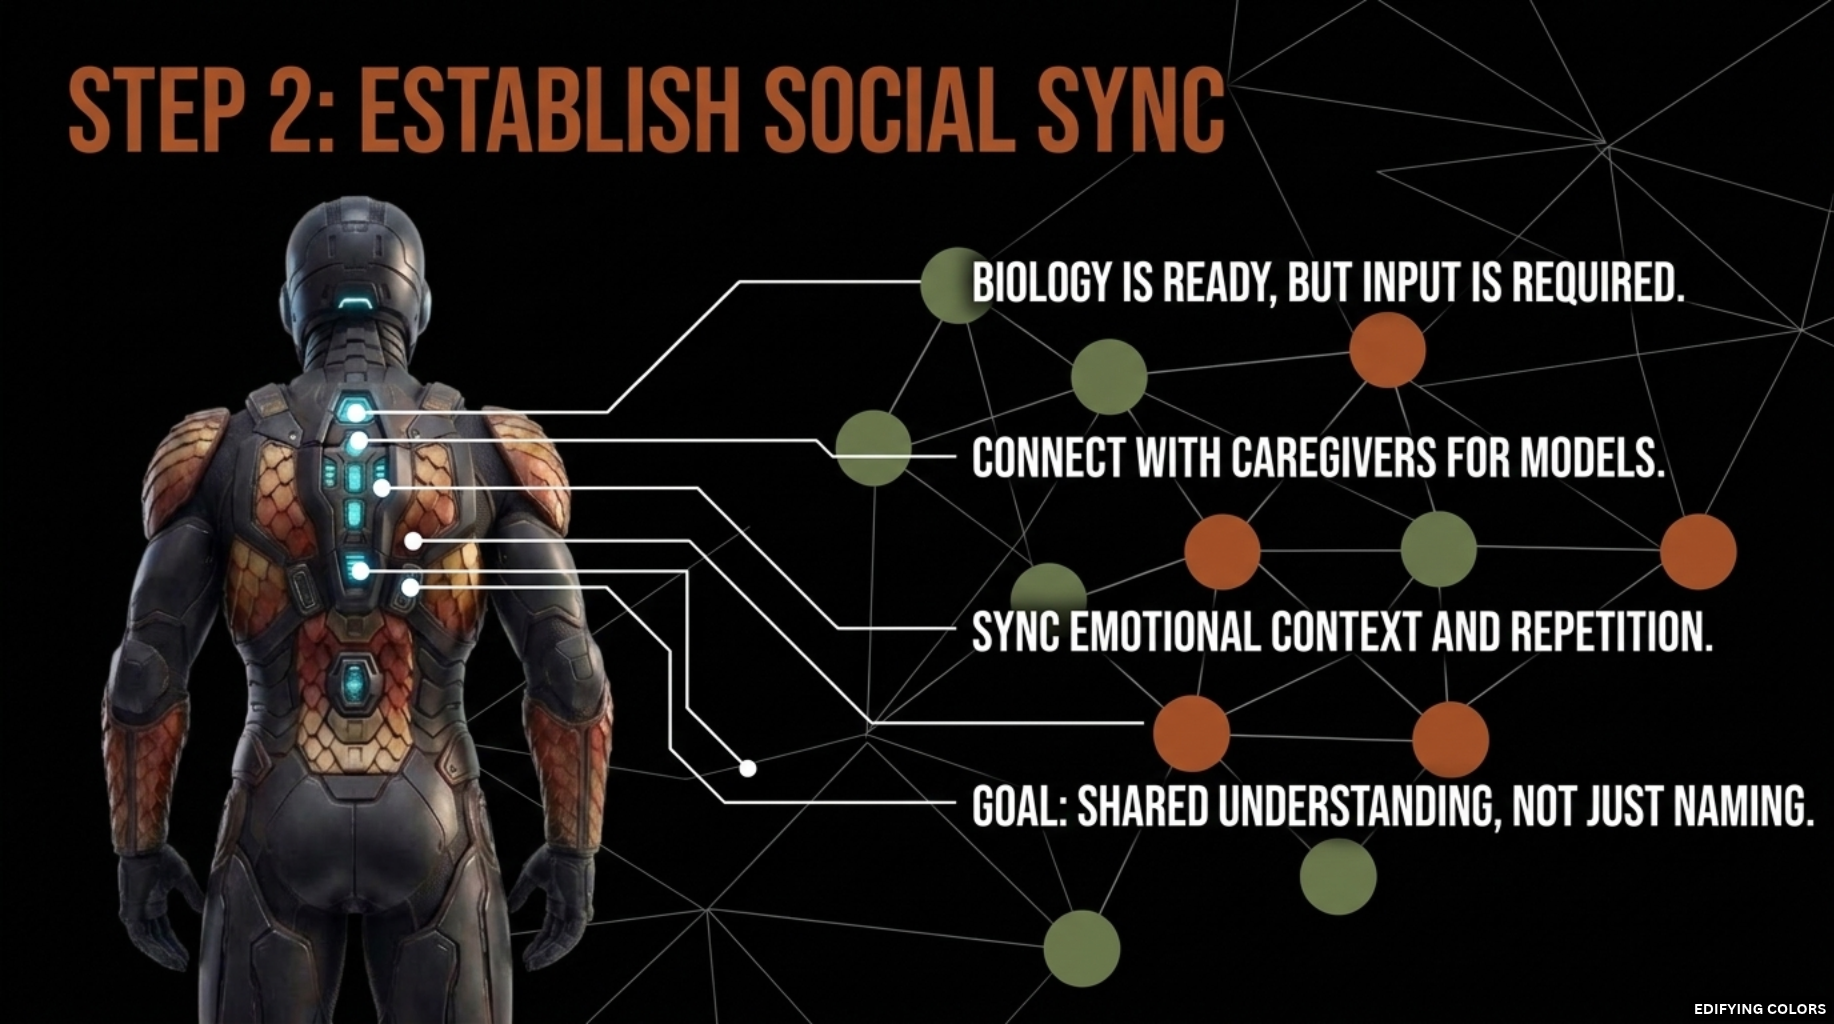 STEP 2: ESTABLISH SOCIAL SYNC
BIOLOGY IS READY, BUT INPUT IS REQUIRED.
CONNECT WITH CAREGIVERS FOR MODELS.
SYNC EMOTIONAL CONTEXT AND REPETITION.
GOAL: SHARED UNDERSTANDING, NOT JUST NAMING.
EDIFYING COLORS